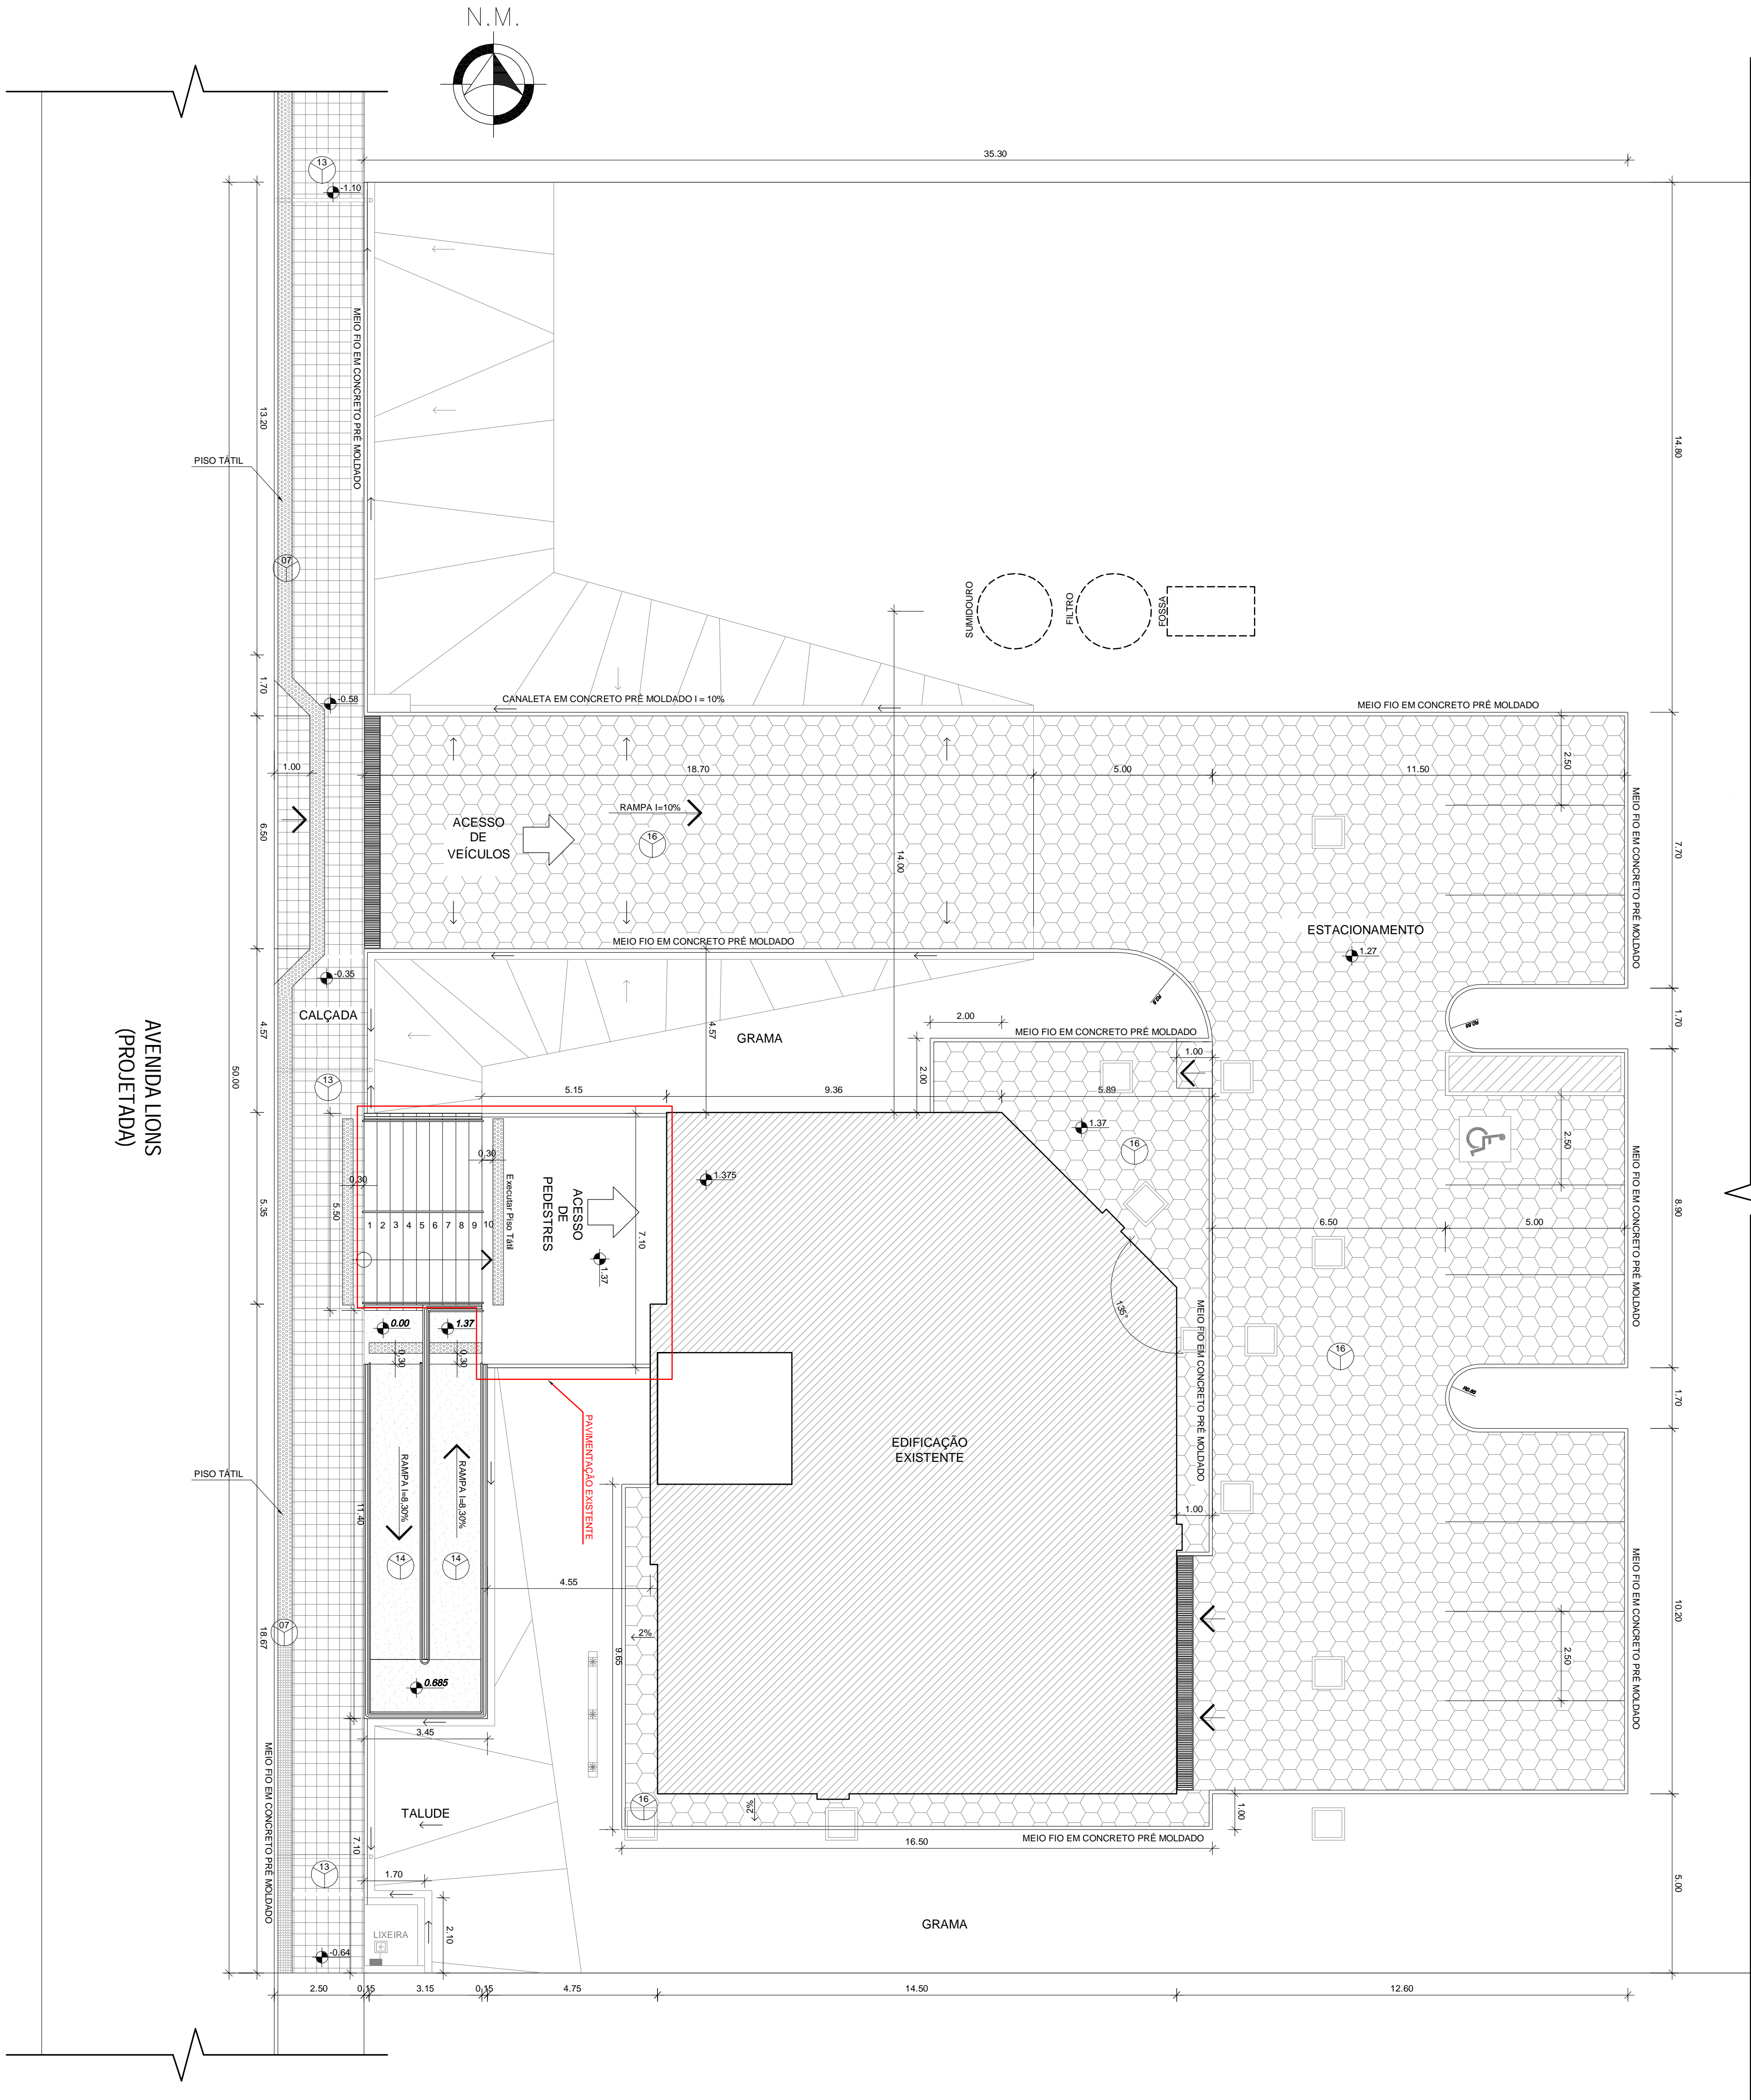 N.M.
35.30
13
-1.10
MEIO FIO EM CONCRETO PRÉ MOLDADO
13.20
14.80
PISO TÁTIL
07
SUMIDOURO
FILTRO
FOSSA
1.70
-0.58
CANALETA EM CONCRETO PRÉ MOLDADO I = 10%
MEIO FIO EM CONCRETO PRÉ MOLDADO
2.50
1.00
18.70
5.00
11.50
MEIO FIO EM CONCRETO PRÉ MOLDADO
6.50
ACESSO
DE
VEÍCULOS
RAMPA I=10%
16
14.00
7.70
MEIO FIO EM CONCRETO PRÉ MOLDADO
ESTACIONAMENTO
1.27
-0.35
CALÇADA
4.57
50.00
4.57
GRAMA
2.00
MEIO FIO EM CONCRETO PRÉ MOLDADO
1.00
2.00
1.70
AVENIDA LIONS
(PROJETADA)
13
5.15
9.36
5.89
1.37
16
2.50
MEIO FIO EM CONCRETO PRÉ MOLDADO
0,30
0,30
5.50
5.35
1 2 3 4 5 6 7 8 9 10
Executar Piso Tátil
ACESSO
DE
PEDESTRES
7.10
1.37
1.375
6.50
5.00
8.90
135°
MEIO FIO EM CONCRETO PRÉ MOLDADO
16
0.00
1.37
0,30
0,30
PAVIMENTAÇÃO EXISTENTE
EDIFICAÇÃO
EXISTENTE
1.70
PISO TÁTIL
RAMPA I=8,30%
RAMPA I=8,30%
11.40
14
14
1.00
4.55
07
18.67
2%
9.65
MEIO FIO EM CONCRETO PRÉ MOLDADO
10.20
2.50
0.685
3.45
MEIO FIO EM CONCRETO PRÉ MOLDADO
TALUDE
7.10
16
2%
1.00
16.50
MEIO FIO EM CONCRETO PRÉ MOLDADO
13
1.70
2.10
LIXEIRA
-0.64
GRAMA
5.00
2.50
0,15
3.15
0,15
4.75
14.50
12.60